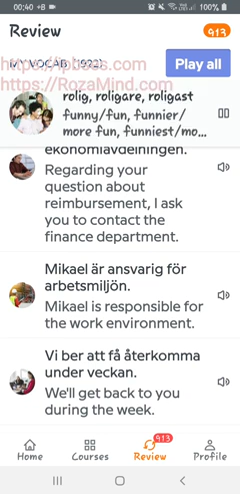 00:40 +B
100%
Review
913
MY VOCAB (1972)
Play all
https://RozaMind.com
rolig, roligare, roligast
funny/fun, funnier/
more fun, funniest/mo...
ekonomiavdelningen.
Regarding your
question about
reimbursement, I ask
you to contact the
finance department.
Mikael är ansvarig för
arbetsmiljön.
Mikael is responsible for
the work environment.
Vi ber att få återkomma
under veckan.
We'll get back to you
during the week.
913
Home Courses Review Profile